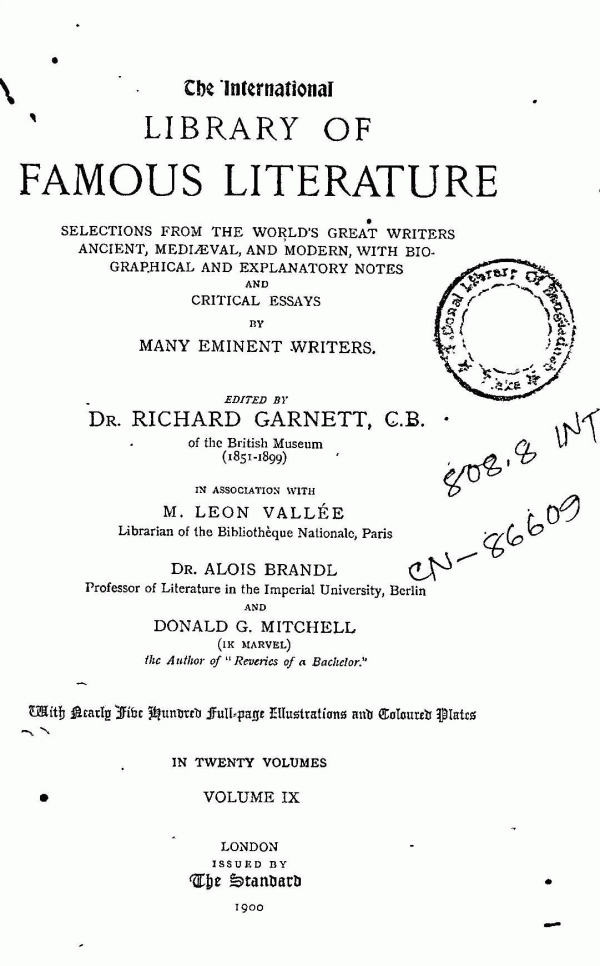 The International
LIBRARY OF
FAMOUS LITERATURE
SELECTIONS FROM THE WORLD'S GREAT WRITERS
ANCIENT, MEDIÆVAL, AND MODERN, WITH BIO-
GRAPHICAL AND EXPLANATORY NOTES
AND
CRITICAL ESSAYS
BY
MANY EMINENT WRITERS.
EDITED BY
DR. RICHARD GARNETT, C.B.
of the British Museum
(1851-1899)
808.8 INT
IN ASSOCIATION WITH
M. LEON VALLÉE
Librarian of the Bibliothèque Nationale, Paris
CN-86609
DR. ALOIS BRANDL
Professor of Literature in the Imperial University, Berlin
AND
DONALD G. MITCHELL
(IK MARVEL)
the Author of "Reveries of a Bachelor."
With Nearly Five Hundred Full-page Illustrations and Coloured Plates
IN TWENTY VOLUMES
VOLUME IX
LONDON
ISSUED BY
The Standard
1900